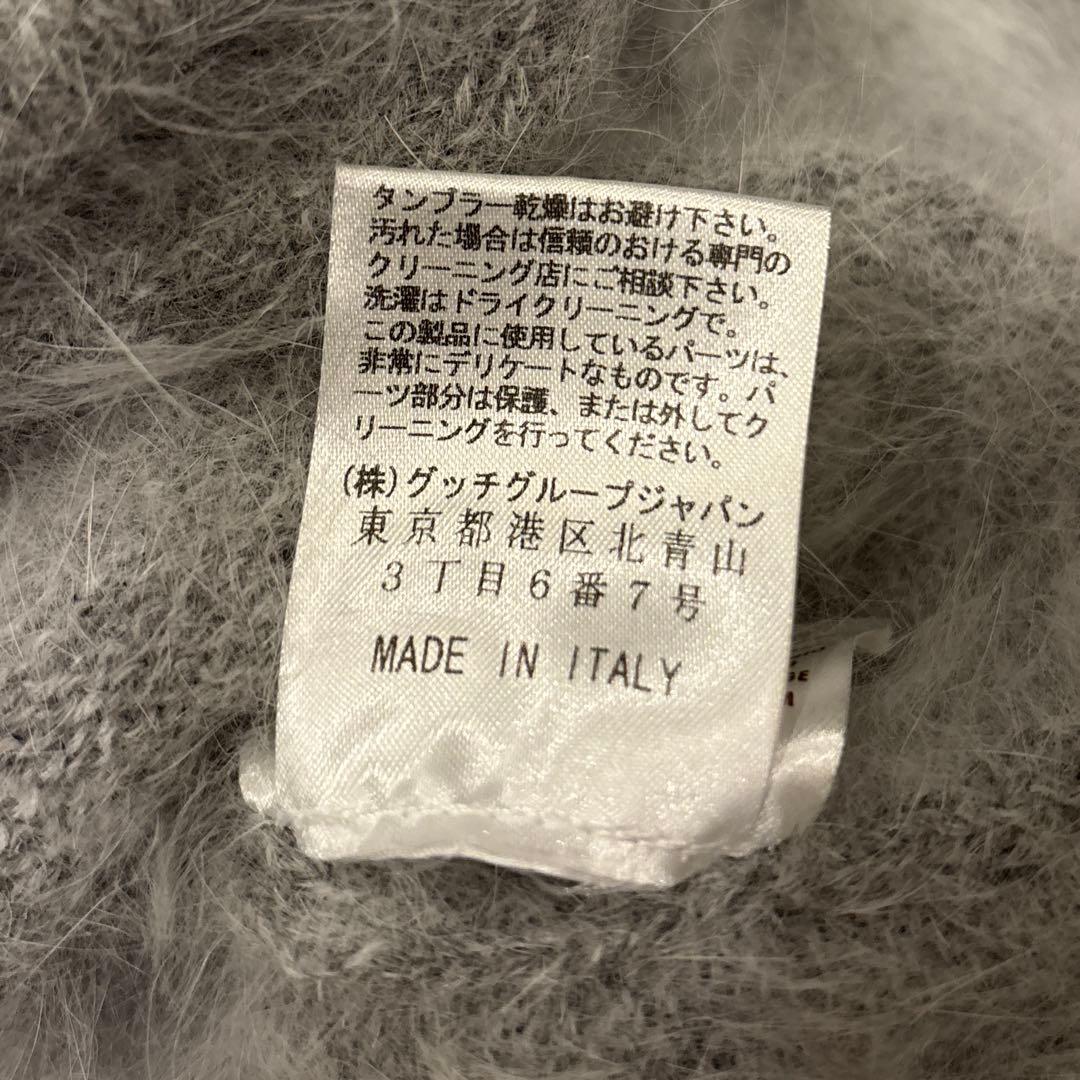 タンブラー乾燥はお避け下さい。
汚れた場合は信頼のおける専門の
クリーニング店にご相談下さい。
洗濯はドライクリーニングで。
この製品に使用しているパーツは、
非常にデリケートなものです。パ
ーツ部分は保護、または外してク
リーニングを行ってください。
(株)グッチグループジャパン
東京都港区北青山
3丁目6番7号
MADE IN ITALY